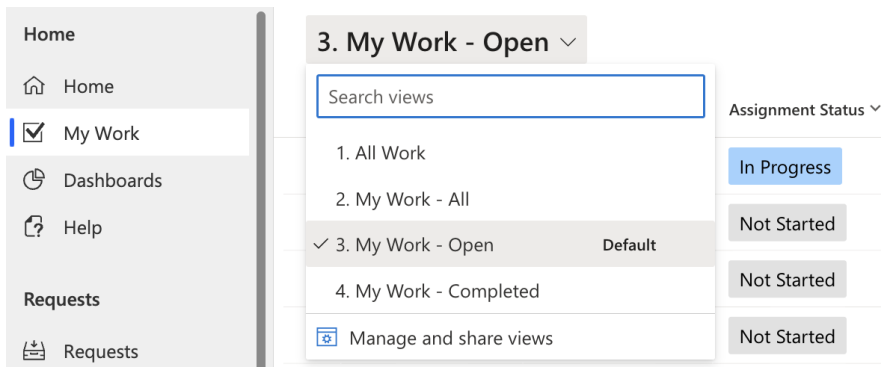 Home
Home
My Work
Dashboards
Help
Requests
Requests
3. My Work - Open
Search views
1. All Work
2. My Work - All
3. My Work - Open Default
4. My Work - Completed
Manage and share views
Assignment Status
In Progress
Not Started
Not Started
Not Started